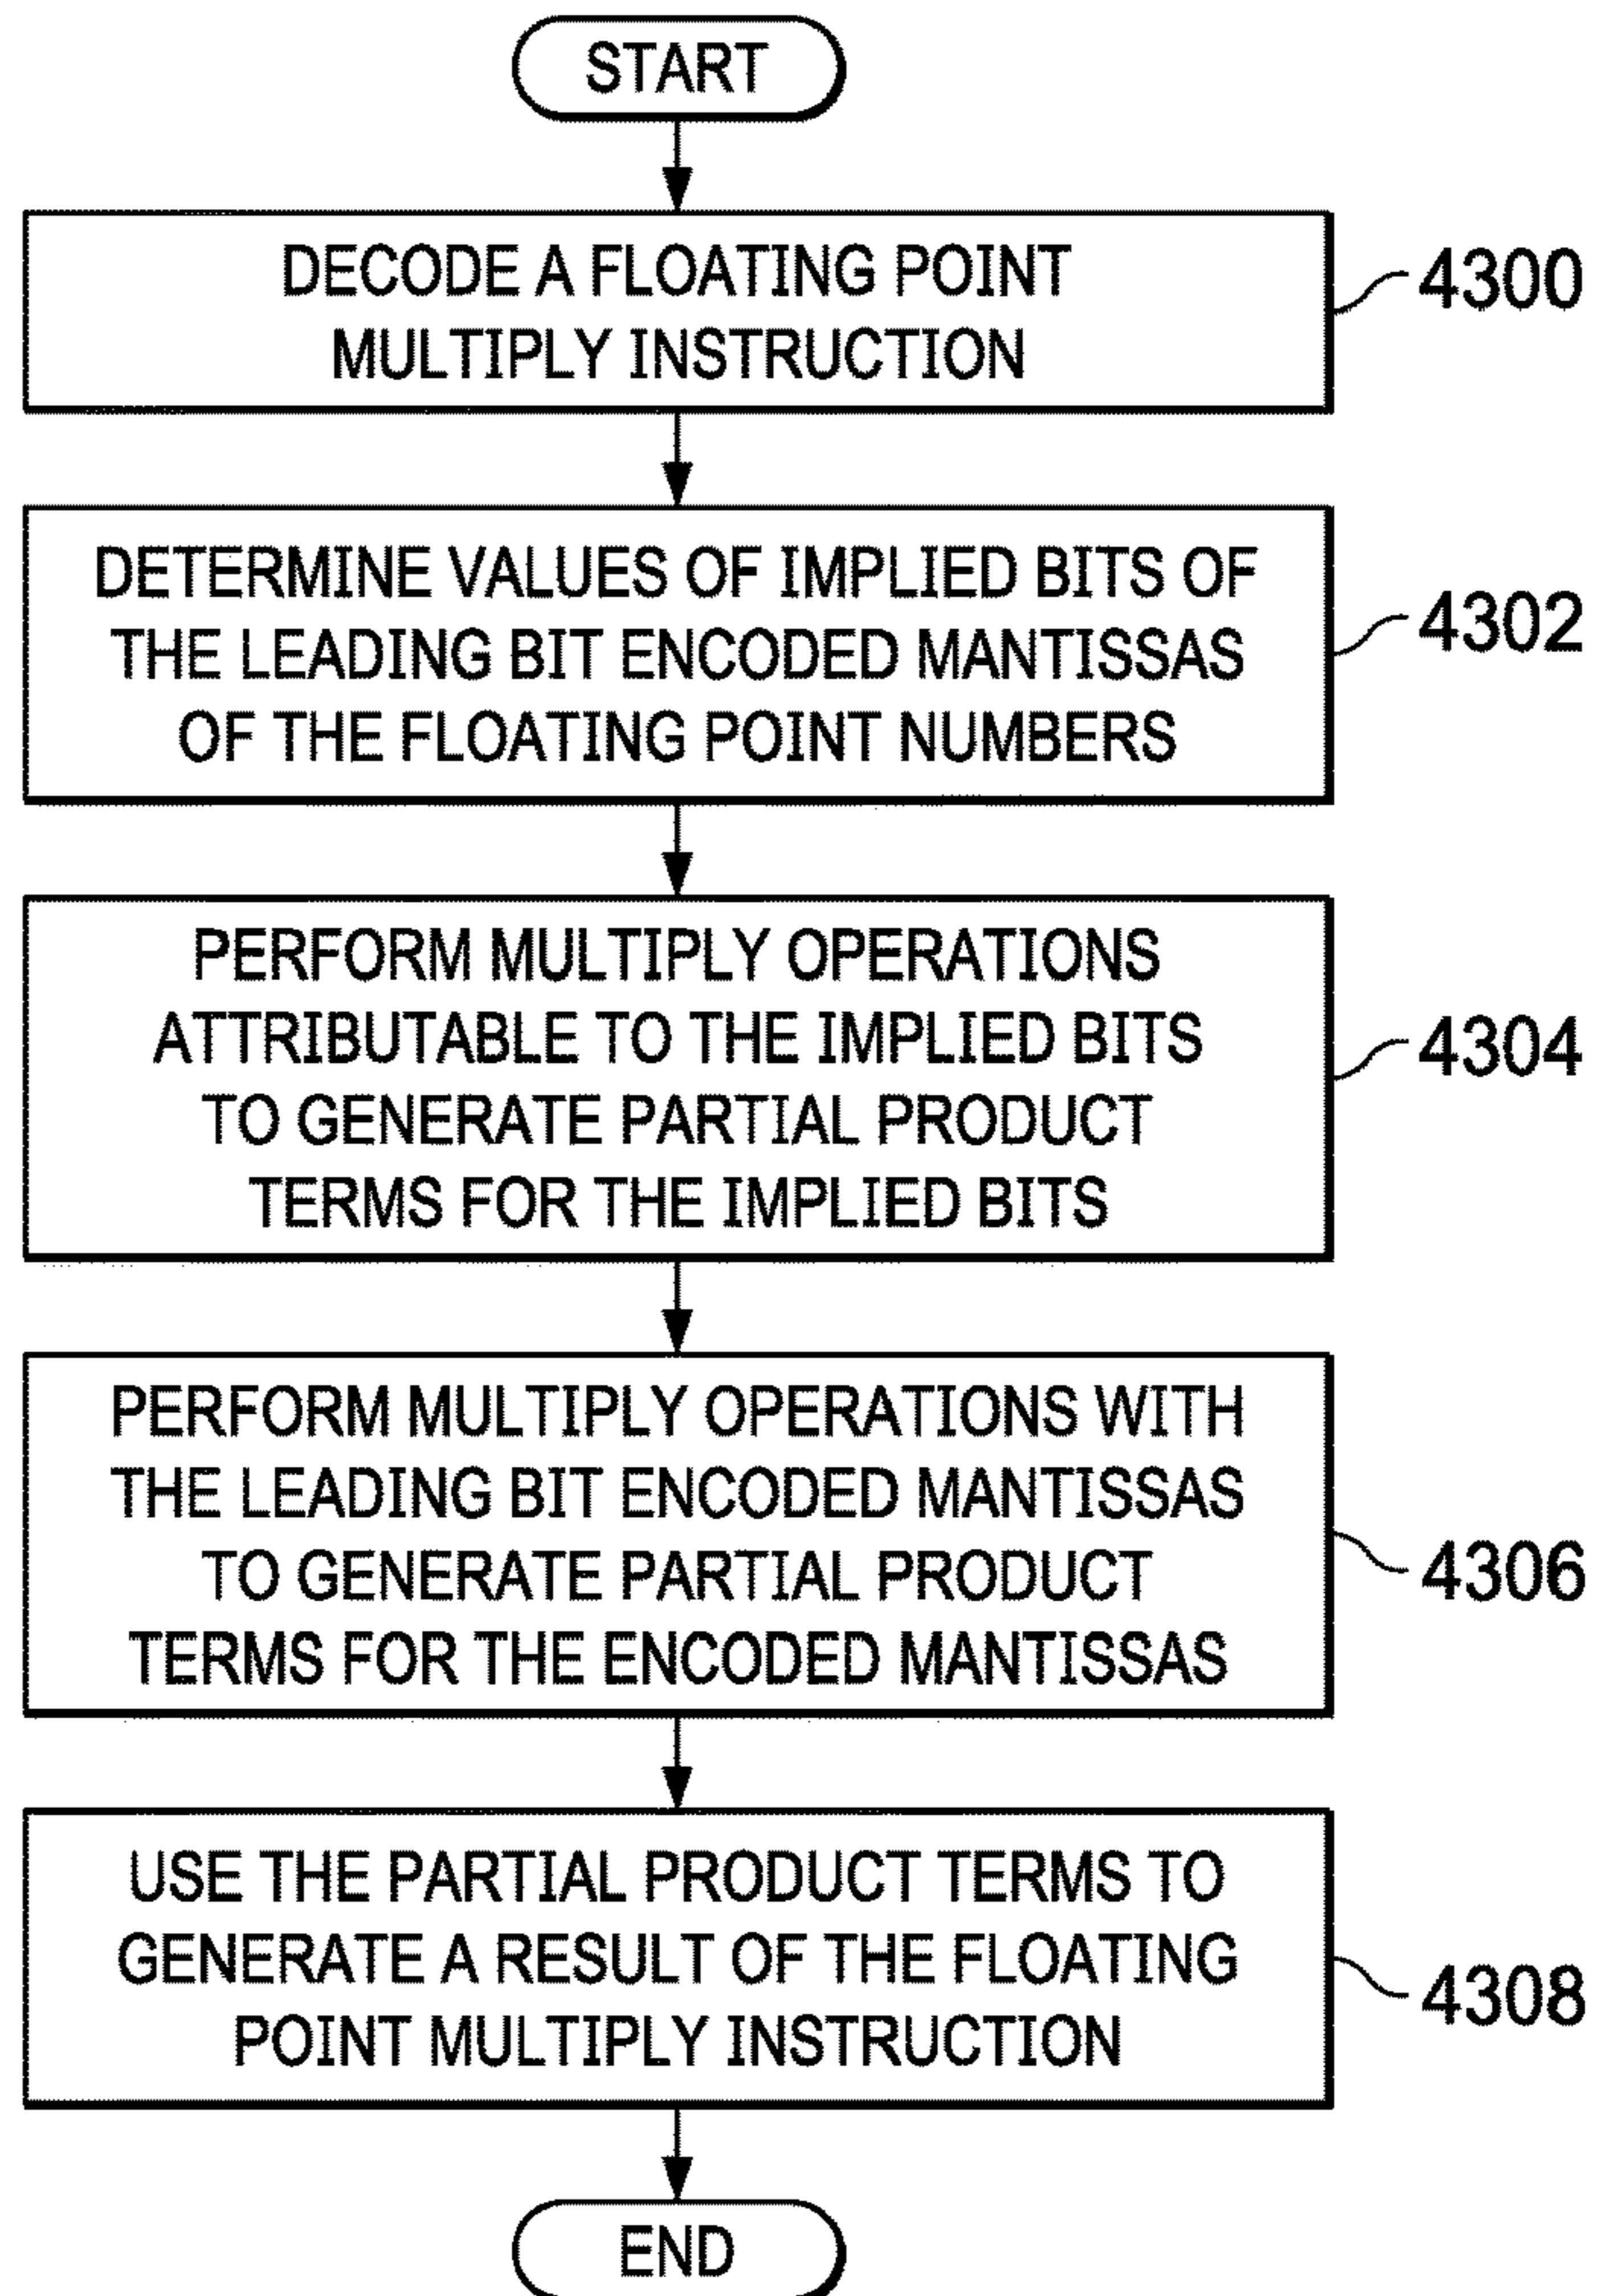 START
DECODE A FLOATING POINT
MULTIPLY INSTRUCTION
4300
DETERMINE VALUES OF IMPLIED BITS OF
THE LEADING BIT ENCODED MANTISSAS
OF THE FLOATING POINT NUMBERS
4302
PERFORM MULTIPLY OPERATIONS
ATTRIBUTABLE TO THE IMPLIED BITS
TO GENERATE PARTIAL PRODUCT
TERMS FOR THE IMPLIED BITS
4304
PERFORM MULTIPLY OPERATIONS WITH
THE LEADING BIT ENCODED MANTISSAS
TO GENERATE PARTIAL PRODUCT
TERMS FOR THE ENCODED MANTISSAS
4306
USE THE PARTIAL PRODUCT TERMS TO
GENERATE A RESULT OF THE FLOATING
POINT MULTIPLY INSTRUCTION
4308
END